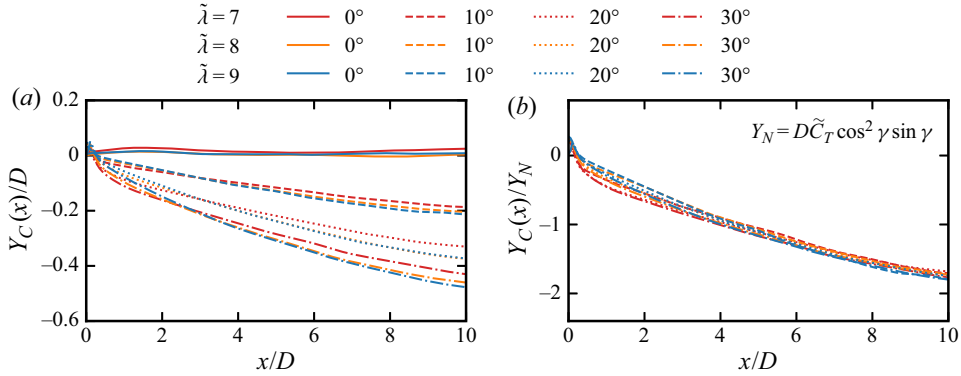 λ̃ = 7 0° 10° 20° 30°
λ̃ = 8 0° 10° 20° 30°
λ̃ = 9 0° 10° 20° 30°
(a)
0.2
0
–0.2
–0.4
–0.6
Y_C(x)/D
0 2 4 6 8 10
x/D
(b)
Y_N = DC̃_T cos² γ sin γ
1
0
–1
–2
Y_C(x)/Y_N
0 2 4 6 8 10
x/D